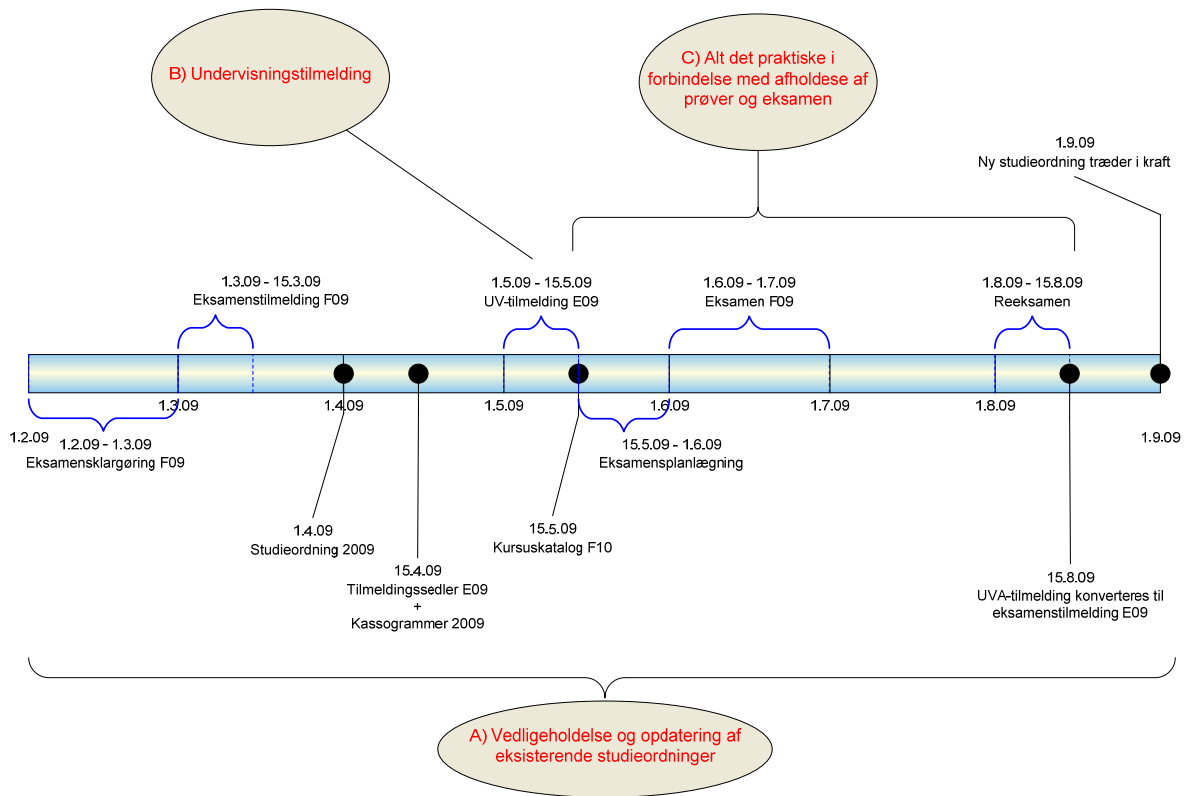 B) Undervisningstilmelding
C) Alt det praktiske i
forbindelse med afholdese af
prøver og eksamen
1.9.09
Ny studieordning træder i kraft
1.3.09 - 15.3.09
Eksamenstilmelding F09
1.5.09 - 15.5.09
UV-tilmelding E09
1.6.09 - 1.7.09
Eksamen F09
1.8.09 - 15.8.09
Reeksamen
1.2.09
1.3.09
1.4.09
1.5.09
1.6.09
1.7.09
1.8.09
1.9.09
1.2.09 - 1.3.09
Eksamensklargøring F09
15.5.09 - 1.6.09
Eksamensplanlægning
1.4.09
Studieordning 2009
15.4.09
Tilmeldingssedler E09
+
Kassogrammer 2009
15.5.09
Kursuskatalog F10
15.8.09
UVA-tilmelding konverteres til
eksamenstilmelding E09
A) Vedligeholdelse og opdatering af
eksisterende studieordninger